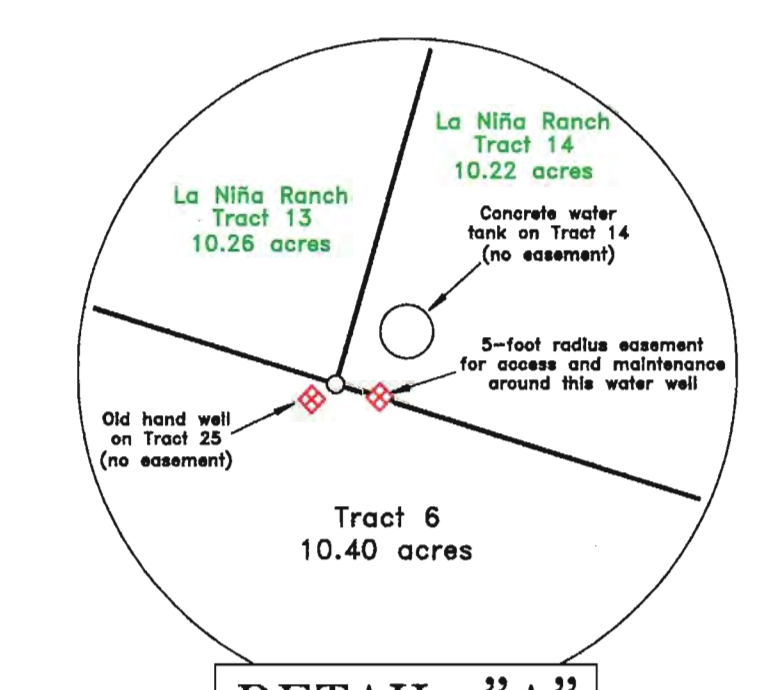 La Niña Ranch
Tract 14
10.22 acres
La Niña Ranch
Tract 13
10.26 acres
Concrete water
tank on Tract 14
(no easement)
5-foot radius easement
for access and maintenance
around this water well
Old hand well
on Tract 25
(no easement)
Tract 6
10.40 acres
DETAIL "A"